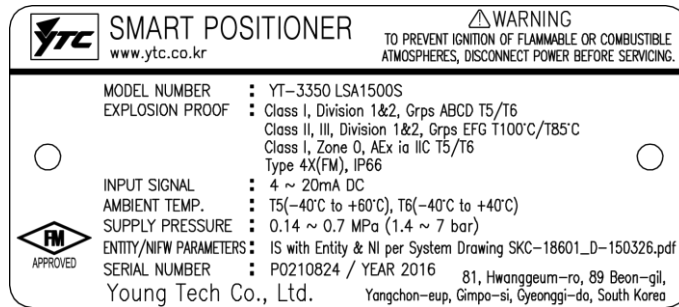 YTC
SMART POSITIONER
www.ytc.co.kr
⚠WARNING
TO PREVENT IGNITION OF FLAMMABLE OR COMBUSTIBLE
ATMOSPHERES, DISCONNECT POWER BEFORE SERVICING.
MODEL NUMBER : YT-3350 LSA1500S
EXPLOSION PROOF : Class I, Division 1&2, Grps ABCD T5/T6
Class II, III, Division 1&2, Grps EFG T100°C/T85°C
Class I, Zone 0, AEx ia IIC T5/T6
Type 4X(FM), IP66
INPUT SIGNAL : 4 ~ 20mA DC
AMBIENT TEMP. : T5(-40°C to +60°C), T6(-40°C to +40°C)
SUPPLY PRESSURE : 0.14 ~ 0.7 MPa (1.4 ~ 7 bar)
ENTITY/NIFW PARAMETERS : IS with Entity & NI per System Drawing SKC-18601_D-150326.pdf
SERIAL NUMBER : P0210824 / YEAR 2016
FM
APPROVED
Young Tech Co., Ltd.
81, Hwanggeum-ro, 89 Beon-gil,
Yangchon-eup, Gimpo-si, Gyeonggi-do, South Korea